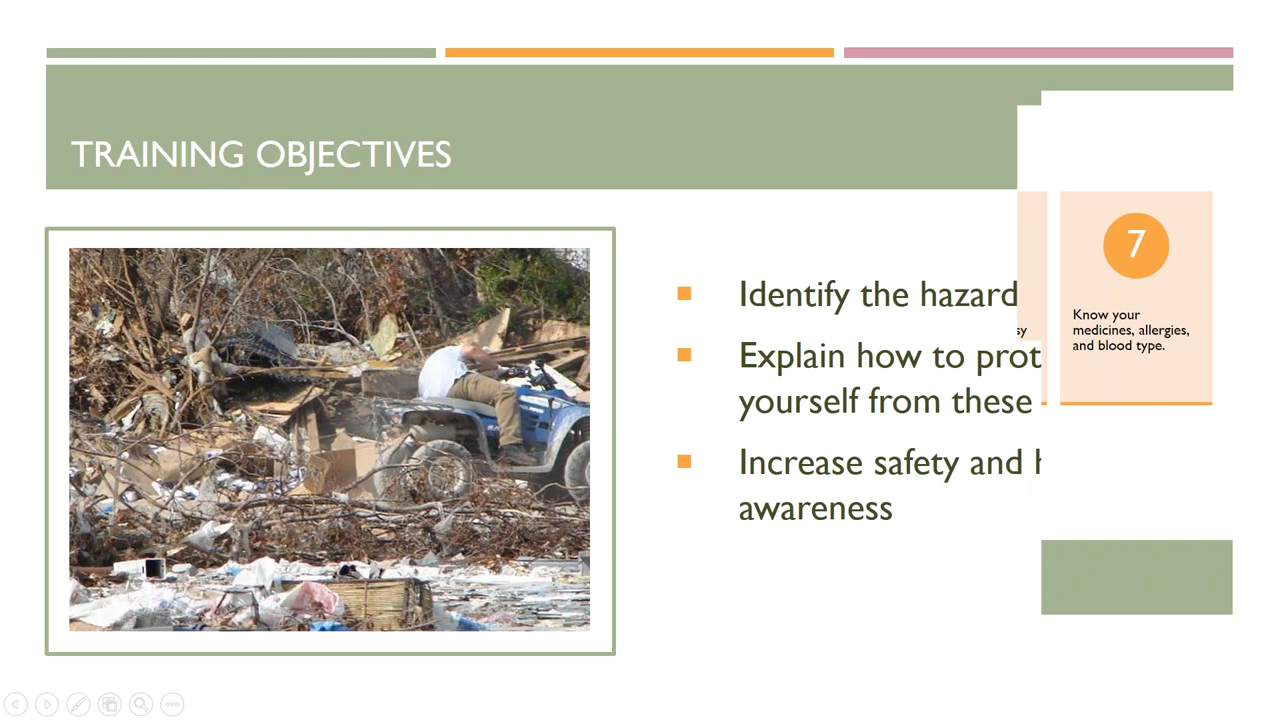 TRAINING OBJECTIVES
Identify the hazard
Explain how to
yourself from these
Increase safety and
awareness
7
Know your
medicines, allergies,
and blood type.